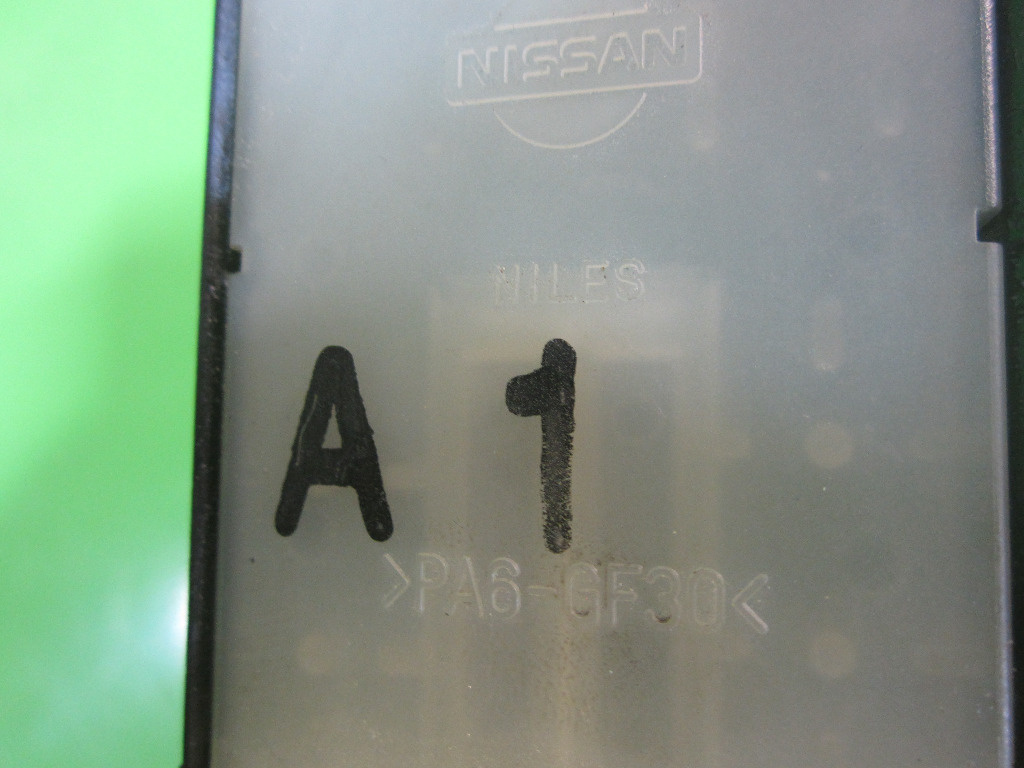 NISSAN
NILES
A 1
>PA6-GF30<